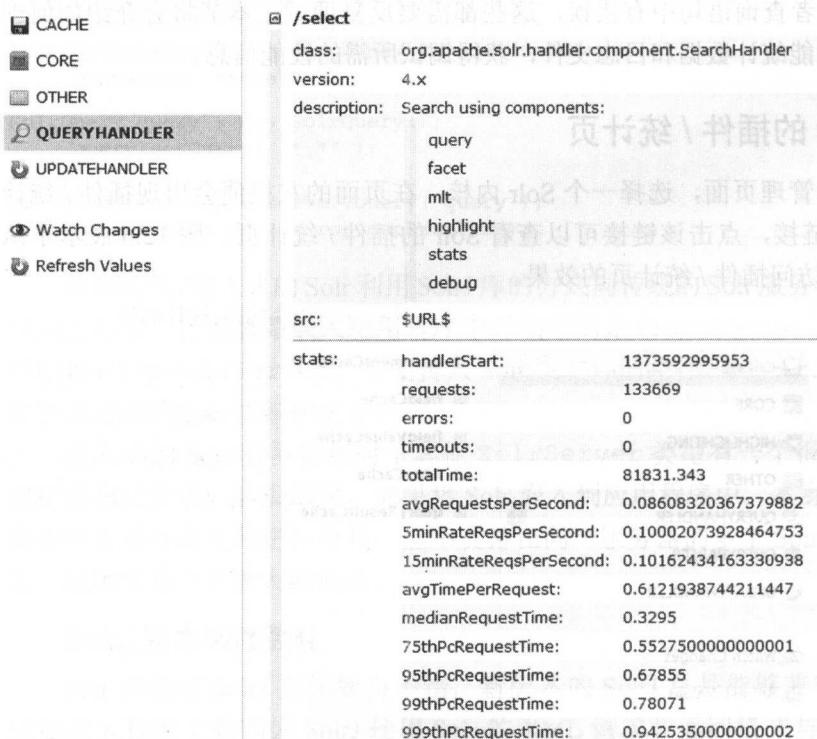 CACHE
CORE
OTHER
QUERYHANDLER
UPDATEHANDLER
Watch Changes
Refresh Values
/select
class: org.apache.solr.handler.component.SearchHandler
version: 4.x
description: Search using components:
query
facet
mlt
highlight
stats
debug
src: $URL$
stats: handlerStart: 1373592995953
requests: 133669
errors: 0
timeouts: 0
totalTime: 81831.343
avgRequestsPerSecond: 0.08608320367379882
5minRateReqsPerSecond: 0.10002073928464753
15minRateReqsPerSecond: 0.10162434163330938
avgTimePerRequest: 0.6121938744211447
medianRequestTime: 0.3295
75thPcRequestTime: 0.5527500000000001
95thPcRequestTime: 0.67855
99thPcRequestTime: 0.78071
999thPcRequestTime: 0.9425350000000002